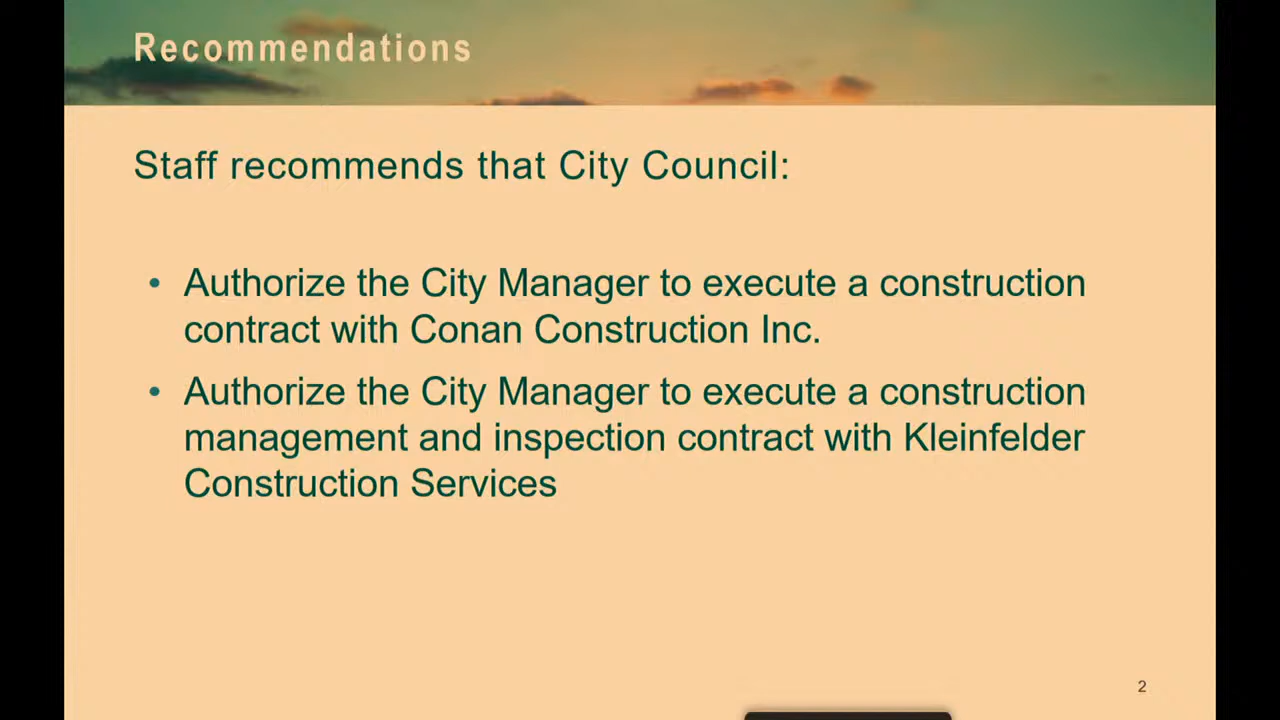 Recommendations
Staff recommends that City Council:
• Authorize the City Manager to execute a construction
contract with Conan Construction Inc.
• Authorize the City Manager to execute a construction
management and inspection contract with Kleinfelder
Construction Services
2